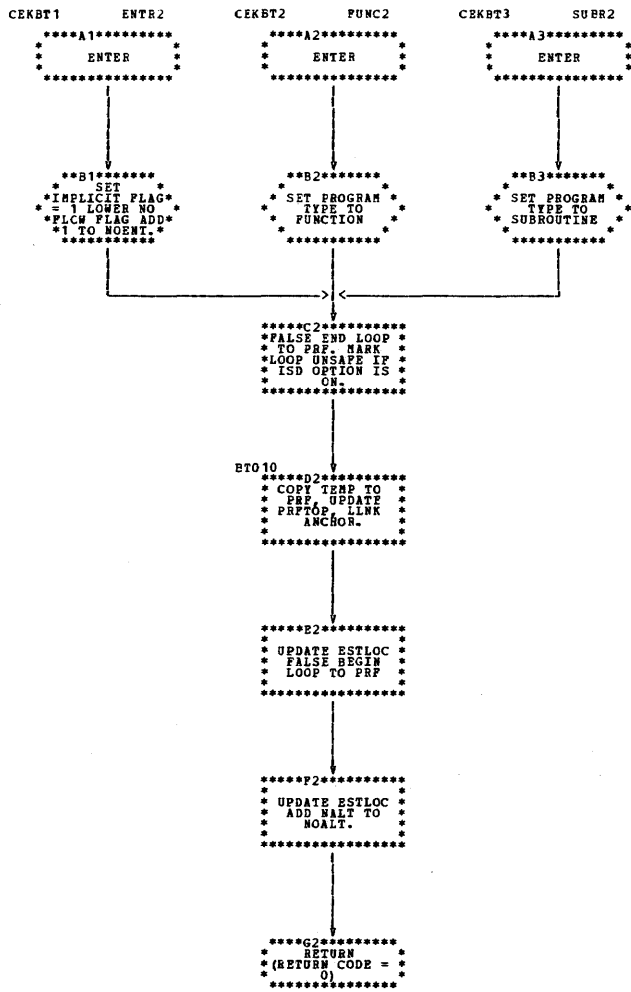 CEKBT1 ENTR2 CEKBT2 FUNC2 CEKBT3 SUBR2
****A1********* ****A2********* ****A3*********
* ENTER * * ENTER * * ENTER *
*************** *************** ***************
**B1******* **B2******* **B3*******
* SET *
*IMPLICIT FLAG*
= 1 LOWER NO *
*FLCW FLAG ADD*
*1 TO NOENT.*
***********
* SET PROGRAM *
* TYPE TO *
* FUNCTION *
***********
* SET PROGRAM *
* TYPE TO *
* SUBROUTINE *
***********
>|<
*****C2**********
*FALSE END LOOP *
* TO PRF. MARK *
*LOOP UNSAFE IF *
* ISD OPTION IS *
* ON. *
*****************
BT010
*****D2**********
* COPY TEMP TO *
* PRF, UPDATE *
* PRFTOP, LLNK *
* ANCHOR. *
* *
*****************
*****E2**********
* *
* UPDATE ESTLOC *
* FALSE BEGIN *
* LOOP TO PRF *
* *
*****************
*****F2**********
* *
* UPDATE ESTLOC *
* ADD NALT TO *
* NOALT. *
* *
*****************
****G2*********
* RETURN *
* (RETURN CODE = *
* 0) *
***************